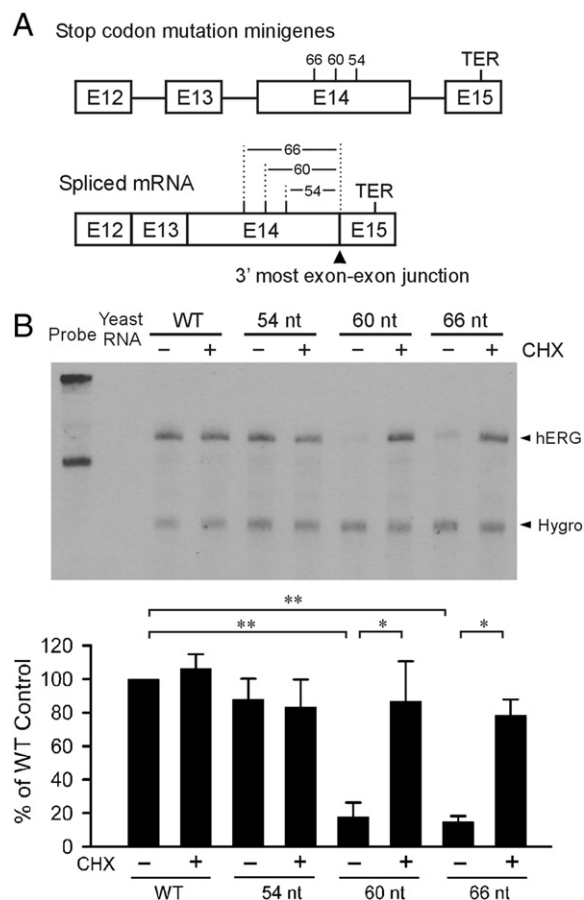 A
Stop codon mutation minigenes
66 60 54
TER
E12 E13 E14 E15
66
60
54
Spliced mRNA
TER
E12 E13 E14 E15
3' most exon-exon junction
B
Probe Yeast RNA WT 54 nt 60 nt 66 nt
– + – + – + – + CHX
hERG
Hygro
**
** * *
% of WT Control
120
100
80
60
40
20
0
CHX – + – + – + – +
WT 54 nt 60 nt 66 nt